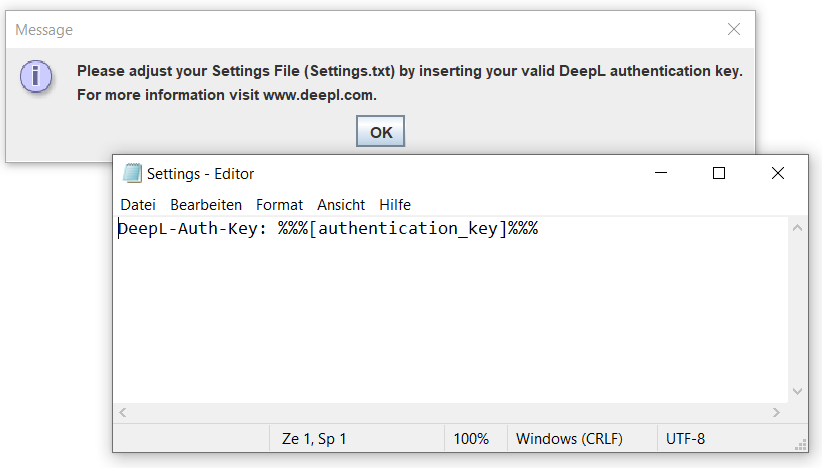 Message
Please adjust your Settings File (Settings.txt) by inserting your valid DeepL authentication key.
For more information visit www.deepl.com.
OK
Settings - Editor
Datei Bearbeiten Format Ansicht Hilfe
DeepL-Auth-Key: %%%[authentication_key]%%%
Ze 1, Sp 1 100% Windows (CRLF) UTF-8